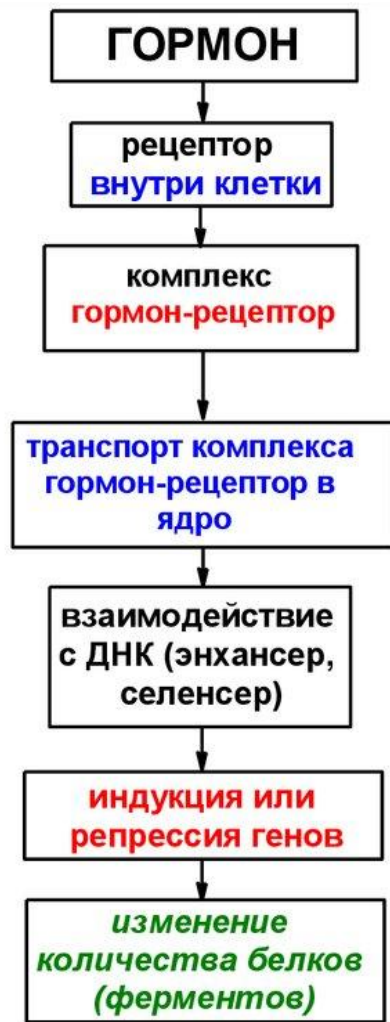 ГОРМОН
рецептор
внутри клетки
комплекс
гормон-рецептор
транспорт комплекса
гормон-рецептор в
ядро
взаимодействие
с ДНК (энхансер,
селенсер)
индукция или
репрессия генов
изменение
количества белков
(ферментов)